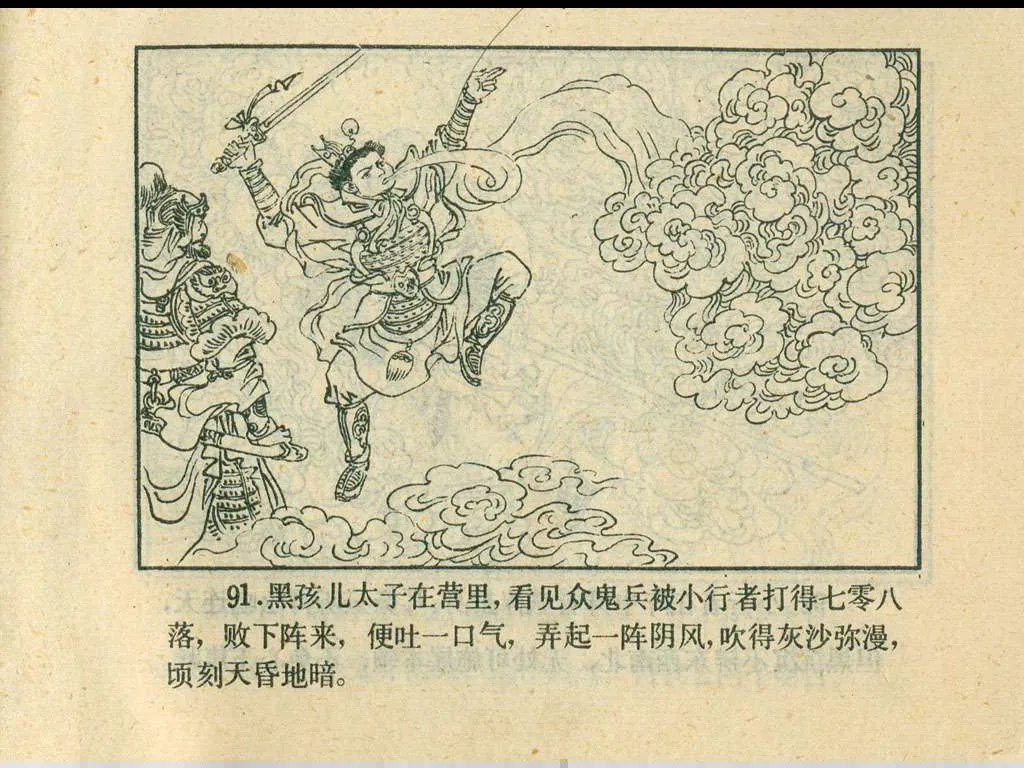 91.黑孩儿太子在营里，看见众鬼兵被小行者打得七零八
落，败下阵来，便吐一口气，弄起一阵阴风，吹得灰沙弥漫，
顷刻天昏地暗。